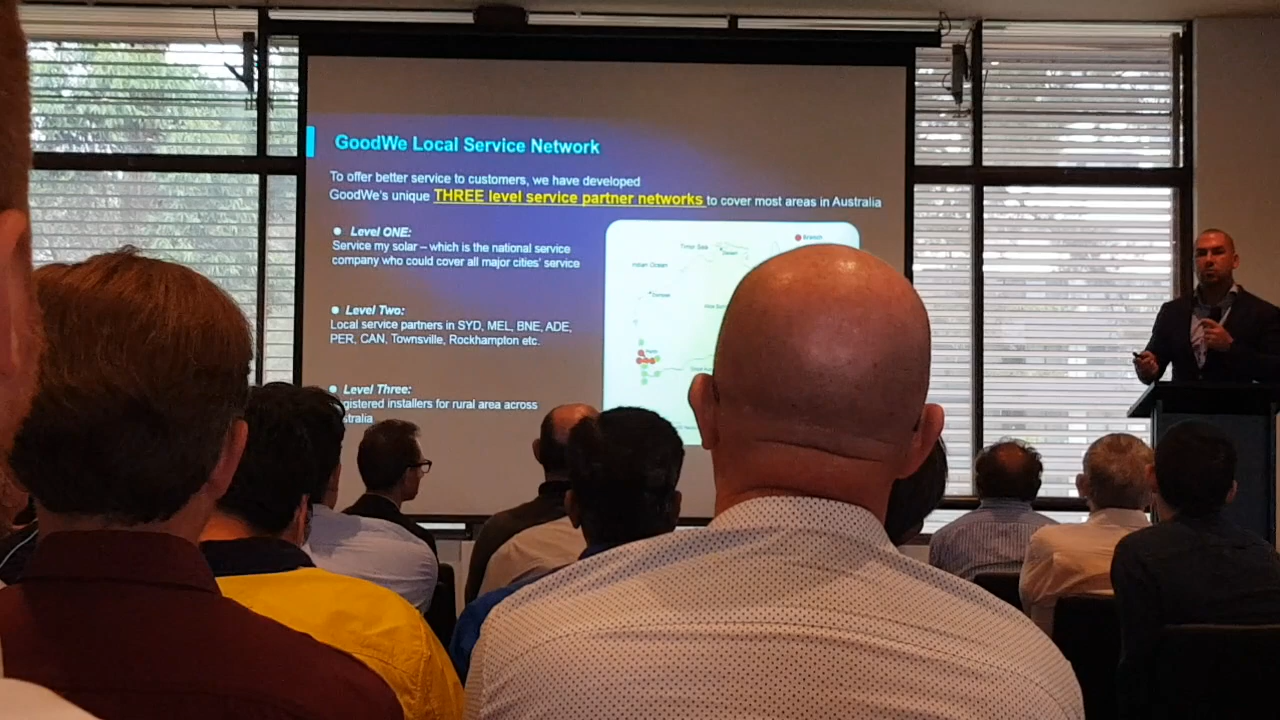 GoodWe Local Service Network
To offer better service to customers, we have developed
GoodWe's unique THREE level service partner networks to cover most areas in Australia
Level ONE:
Service my solar – which is the national service
company who could cover all major cities' service
Level Two:
Local service partners in SYD, MEL, BNE, ADE,
PER, CAN, Townsville, Rockhampton etc.
Level Three:
gistered installers for rural area across
stralia
Branch
Timor Sea
Darwin
Indian Ocean
Perth